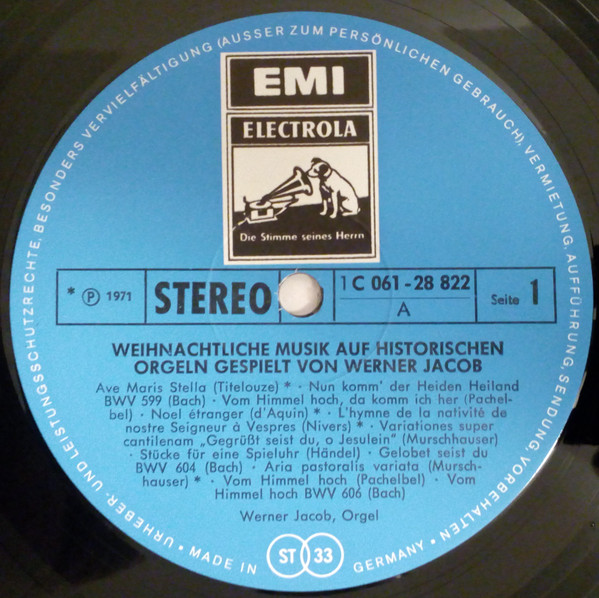 URHEBER- UND LEISTUNGSSCHUTZRECHTE, BESONDERS VERVIELFÄLTIGUNG (AUSSER ZUM PERSÖNLICHEN GEBRAUCH), VERMIETUNG, AUFFÜHRUNG, SENDUNG, VORBEHALTEN
EMI
ELECTROLA
Die Stimme seines Herrn
* ℗ 1971
STEREO
1 C 061-28 822
A
Seite 1
WEIHNACHTLICHE MUSIK AUF HISTORISCHEN
ORGELN GESPIELT VON WERNER JACOB
Ave Maris Stella (Titelouze) * · Nun komm' der Heiden Heiland
BWV 599 (Bach) · Vom Himmel hoch, da komm ich her (Pachel-
bel) · Noel étranger (d'Aquin) · * L'hymne de la nativité de
nostre Seigneur à Vespres (Nivers) * · Variationes super
cantilenam „Gegrüßt seist du, o Jesulein" (Murschhauser)
· Stücke für eine Spieluhr (Händel) · Gelobet seist du
BWV 604 (Bach) · Aria pastoralis variata (Mursch-
hauser) * · Vom Himmel hoch (Pachelbel) · Vom
Himmel hoch BWV 606 (Bach)
Werner Jacob, Orgel
· MADE IN ST 33 GERMANY ·